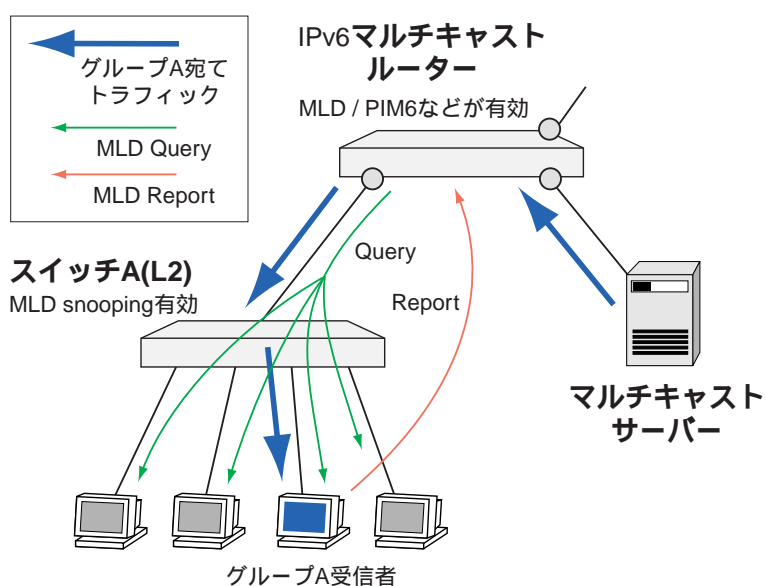 グループA宛て
トラフィック
MLD Query
MLD Report
IPv6マルチキャスト
ルーター
MLD / PIM6などが有効
Query
Report
スイッチA(L2)
MLD snooping有効
マルチキャスト
サーバー
グループA受信者